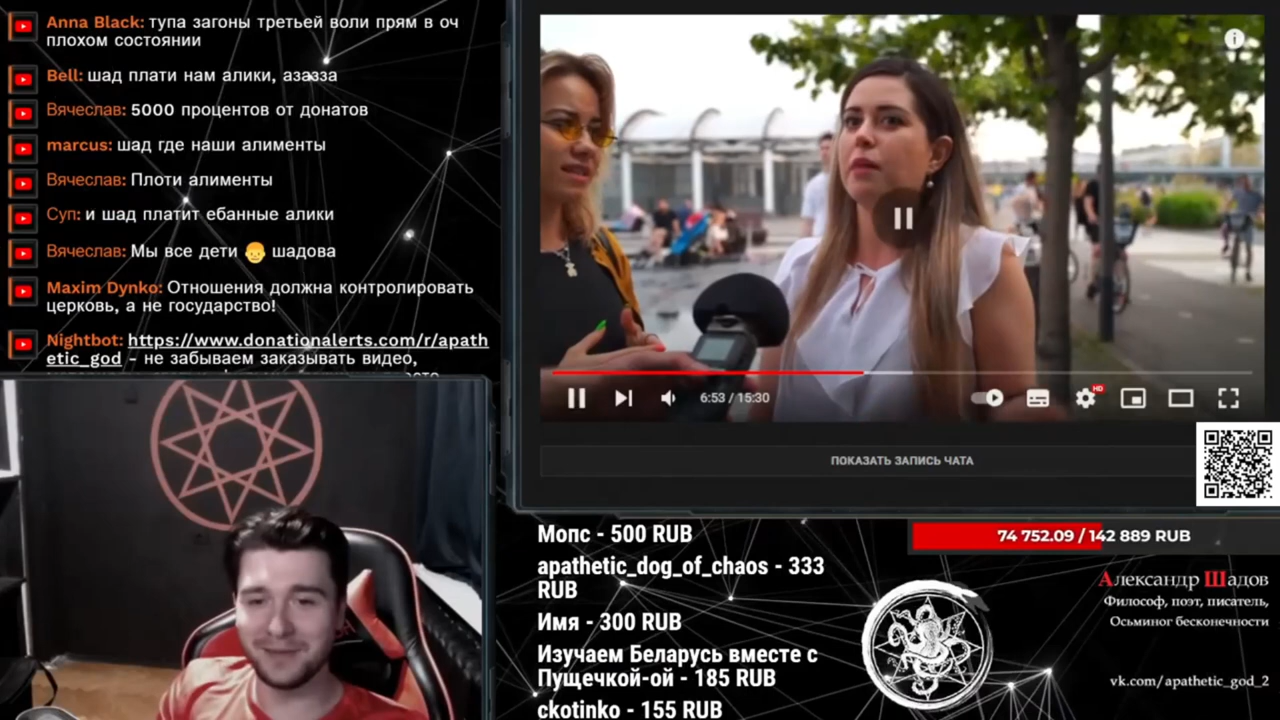 Anna Black: тупа загоны третьей воли прям в оч
плохом состоянии
Bell: шад плати нам алики, азазза
Вячеслав: 5000 процентов от донатов
marcus: шад где наши алименты
Вячеслав: Плоти алименты
Суп: и шад платит ебанные алики
Вячеслав: Мы все дети 👨‍🦲 шадова
Maxim Dynko: Отношения должна контролировать
церковь, а не государство!
Nightbot: https://www.donationalerts.com/r/apath
etic_god - не забываем заказывать видео,
6:53 / 15:30
HD
ПОКАЗАТЬ ЗАПИСЬ ЧАТА
Мопс - 500 RUB
apathetic_dog_of_chaos - 333
RUB
Имя - 300 RUB
Изучаем Беларусь вместе с
Пущечкой-ой - 185 RUB
ckotinko - 155 RUB
74 752.09 / 142 889 RUB
Александр Шадов
Философ, поэт, писатель,
Осьминог бесконечности
vk.com/apathetic_god_2